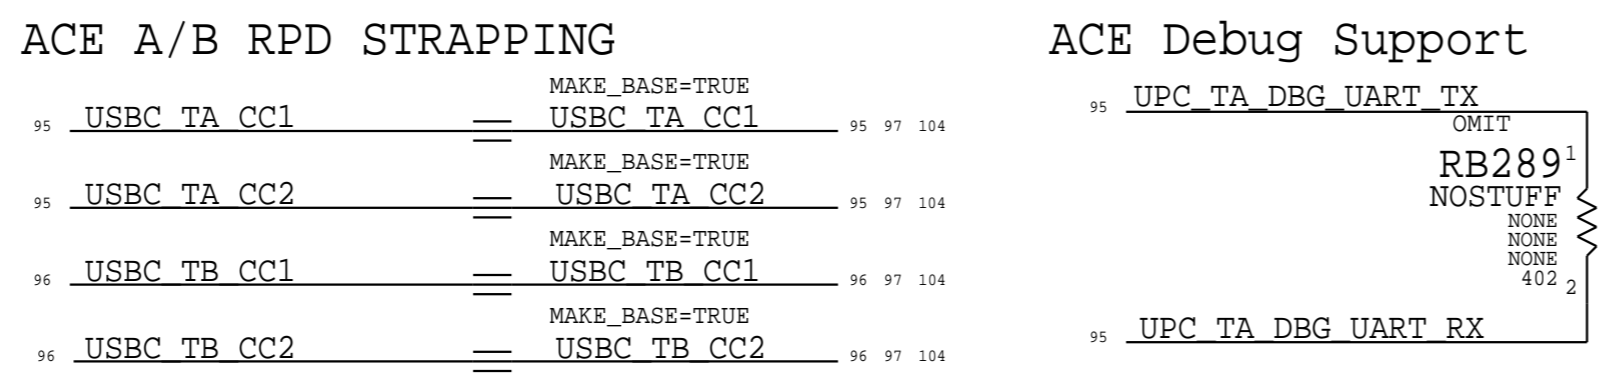 ACE A/B RPD STRAPPING
MAKE_BASE=TRUE
95 USBC_TA_CC1 USBC_TA_CC1 95 97 104
MAKE_BASE=TRUE
95 USBC_TA_CC2 USBC_TA_CC2 95 97 104
MAKE_BASE=TRUE
96 USBC_TB_CC1 USBC_TB_CC1 96 97 104
MAKE_BASE=TRUE
96 USBC_TB_CC2 USBC_TB_CC2 96 97 104
ACE Debug Support
95 UPC_TA_DBG_UART_TX
OMIT
RB289 1
NOSTUFF
NONE
NONE
NONE
402 2
95 UPC_TA_DBG_UART_RX